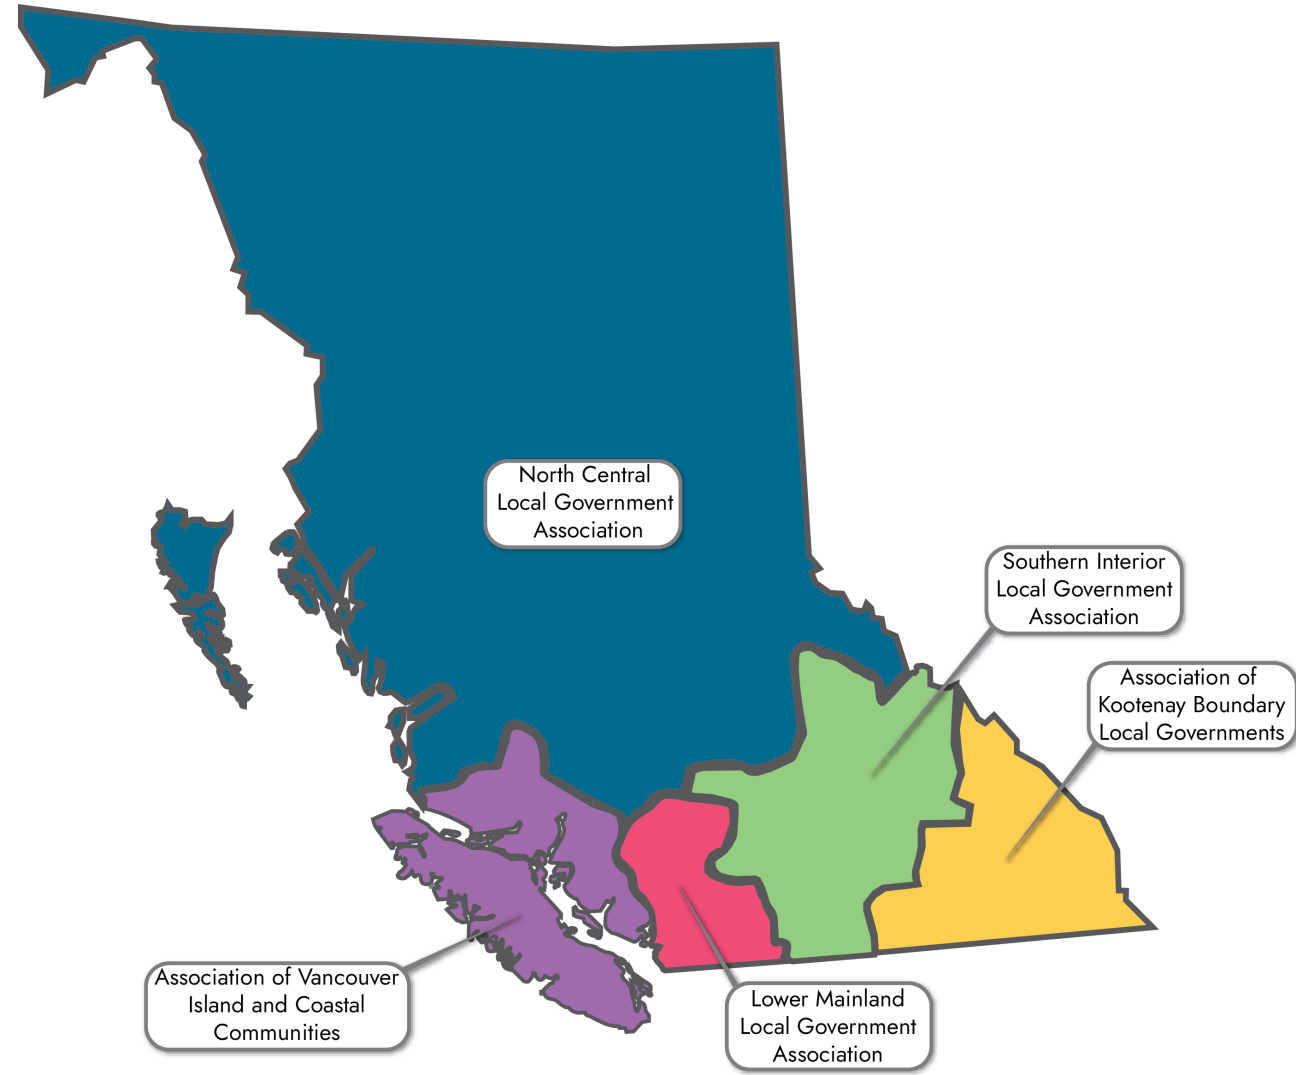 North Central
Local Government
Association
Southern Interior
Local Government
Association
Association of
Kootenay Boundary
Local Governments
Association of Vancouver
Island and Coastal
Communities
Lower Mainland
Local Government
Association